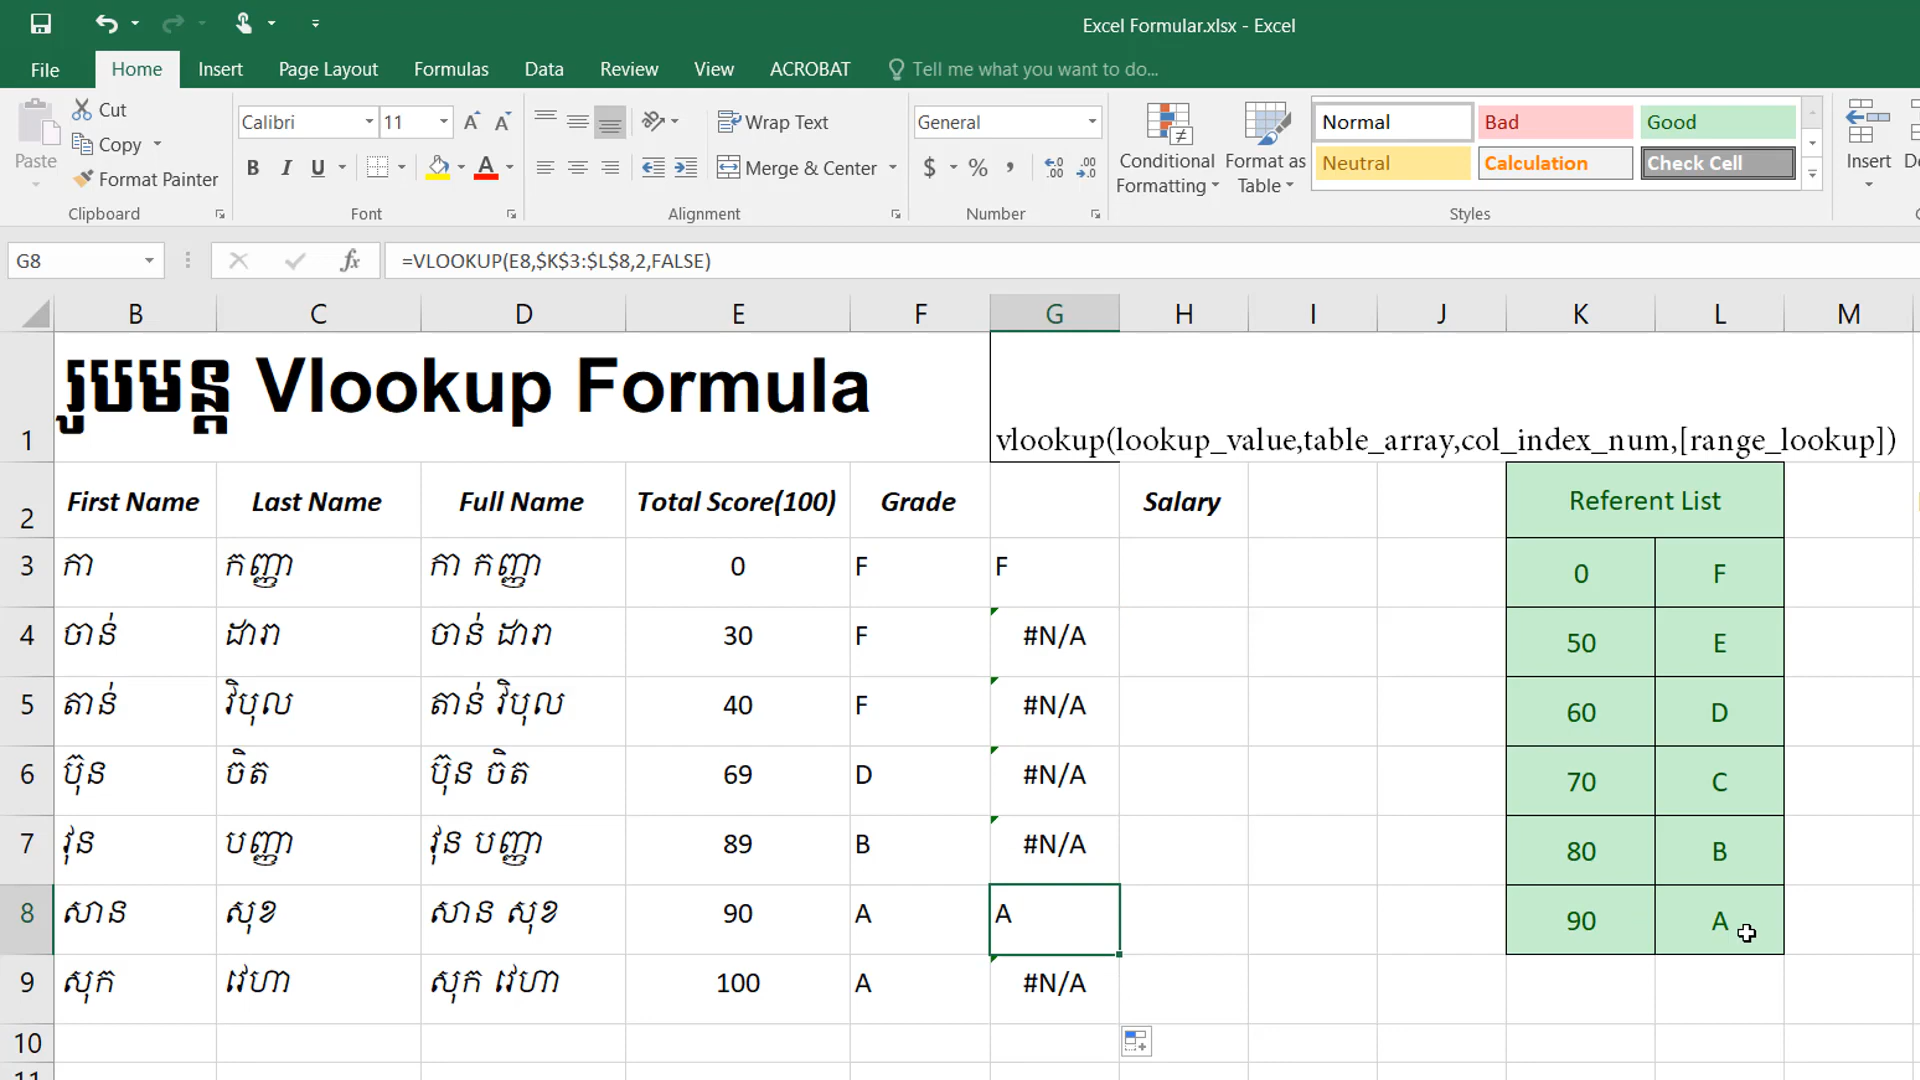 Excel Formular.xlsx - Excel
File Home Insert Page Layout Formulas Data Review View ACROBAT Tell me what you want to do...
Paste
Cut
Copy
Format Painter
Clipboard
Calibri 11
B I U
Font
Wrap Text
Merge & Center
Alignment
General
$ %
Number
Conditional Formatting
Format as Table
Normal Bad Good
Neutral Calculation Check Cell
Styles
Insert
G8 fx =VLOOKUP(E8,$K$3:$L$8,2,FALSE)
B C D E F G H I J K L M
1 រូបមន្ត Vlookup Formula vlookup(lookup_value,table_array,col_index_num,[range_lookup])
2 First Name Last Name Full Name Total Score(100) Grade Salary Referent List
3 កា កញ្ញា កា កញ្ញា 0 F F 0 F
4 ចាន់ ដារា ចាន់ ដារា 30 F #N/A 50 E
5 តាន់ វិបុល តាន់ វិបុល 40 F #N/A 60 D
6 ប៊ុន ចិត ប៊ុន ចិត 69 D #N/A 70 C
7 វុន បញ្ញា វុន បញ្ញា 89 B #N/A 80 B
8 សាន សុខ សាន សុខ 90 A A 90 A
9 សុក វេហា សុក វេហា 100 A #N/A
10